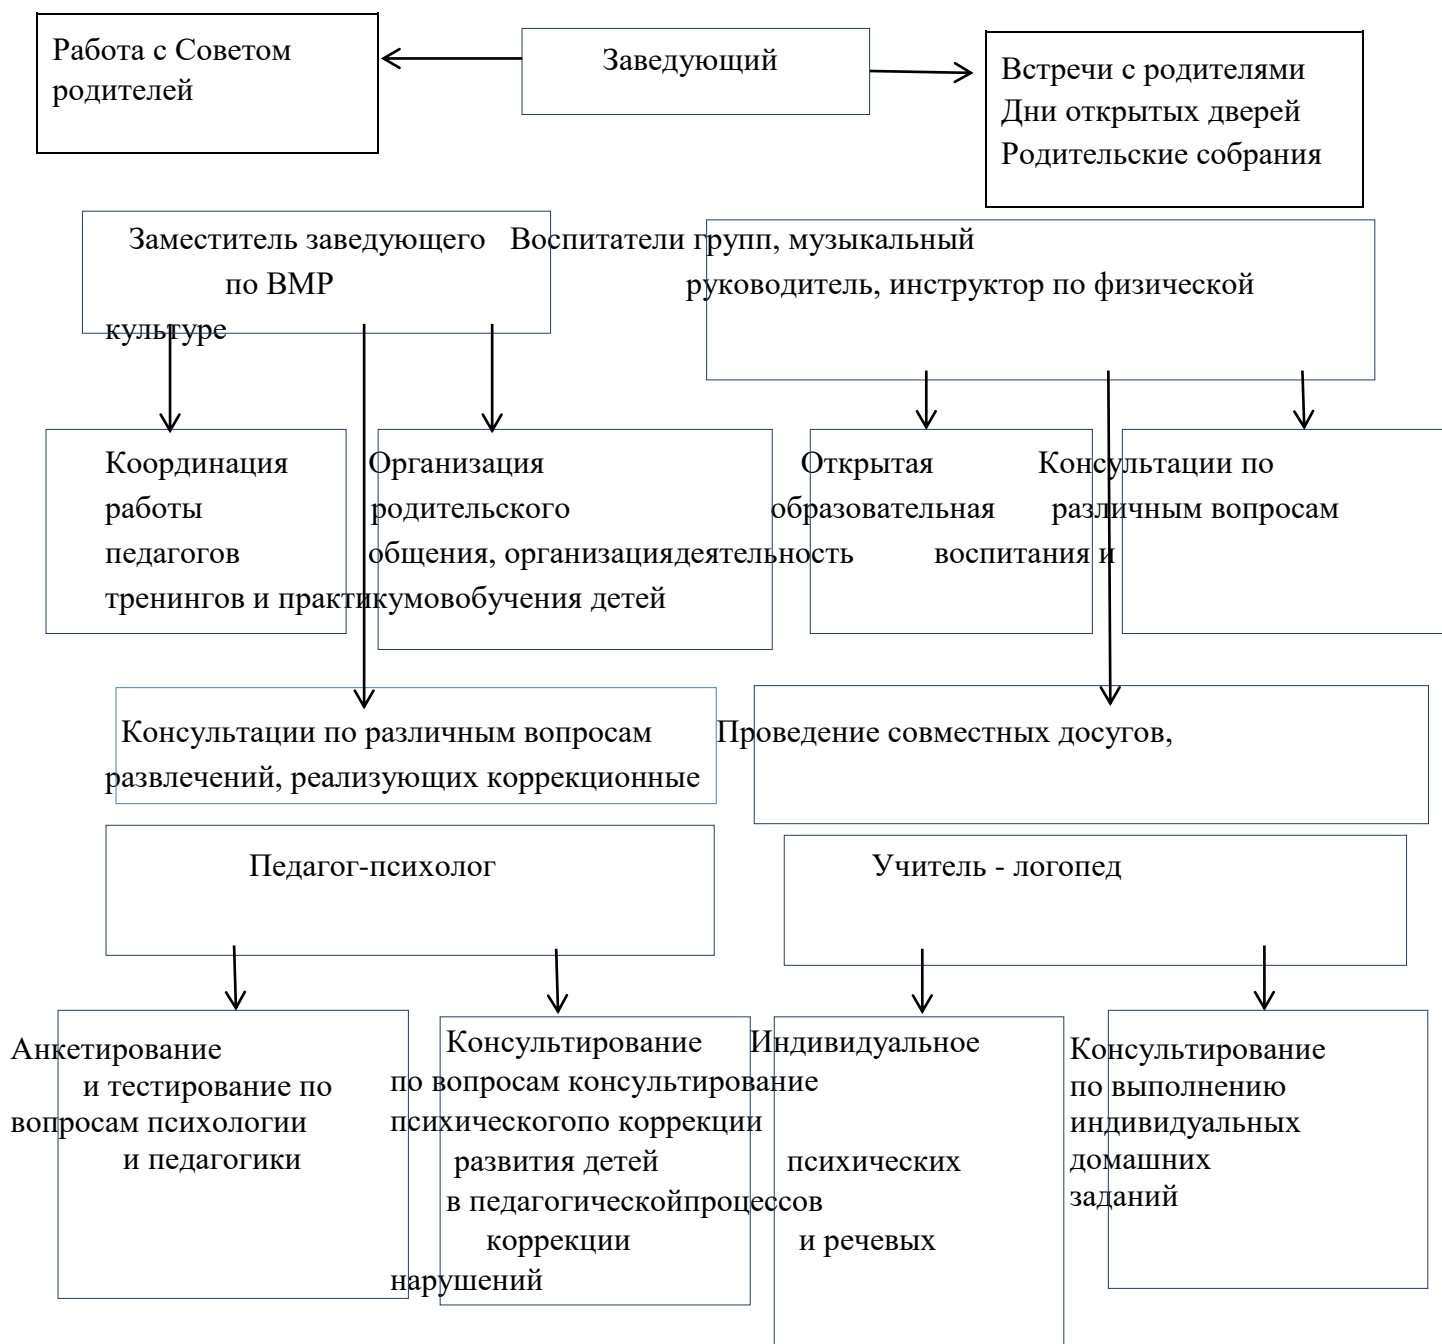 Работа с Советом
родителей
Заведующий
Встречи с родителями
Дни открытых дверей
Родительские собрания
Заместитель заведующего Воспитатели групп, музыкальный
по ВМР руководитель, инструктор по физической
культуре
Координация Организация Открытая Консультации по
работы родительского образовательная различным вопросам
педагогов общения, организациядеятельность воспитания и
тренингов и практикумовобучения детей
Консультации по различным вопросам Проведение совместных досугов,
развлечений, реализующих коррекционные
Педагог-психолог Учитель - логопед
Анкетирование
и тестирование по
вопросам психологии
и педагогики
Консультирование Индивидуальное
по вопросам консультирование
психическогопо коррекции
развития детей психических
в педагогическойпроцессов
коррекции и речевых
нарушений
Консультирование
по выполнению
индивидуальных
домашних
заданий